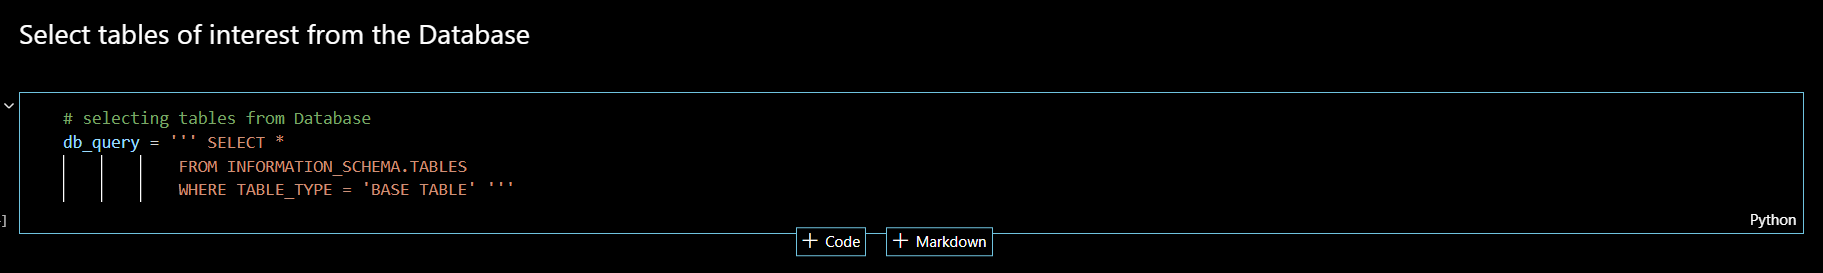 Select tables of interest from the Database
# selecting tables from Database
db_query = ''' SELECT *
FROM INFORMATION_SCHEMA.TABLES
WHERE TABLE_TYPE = 'BASE TABLE' '''
]
Python
+ Code + Markdown